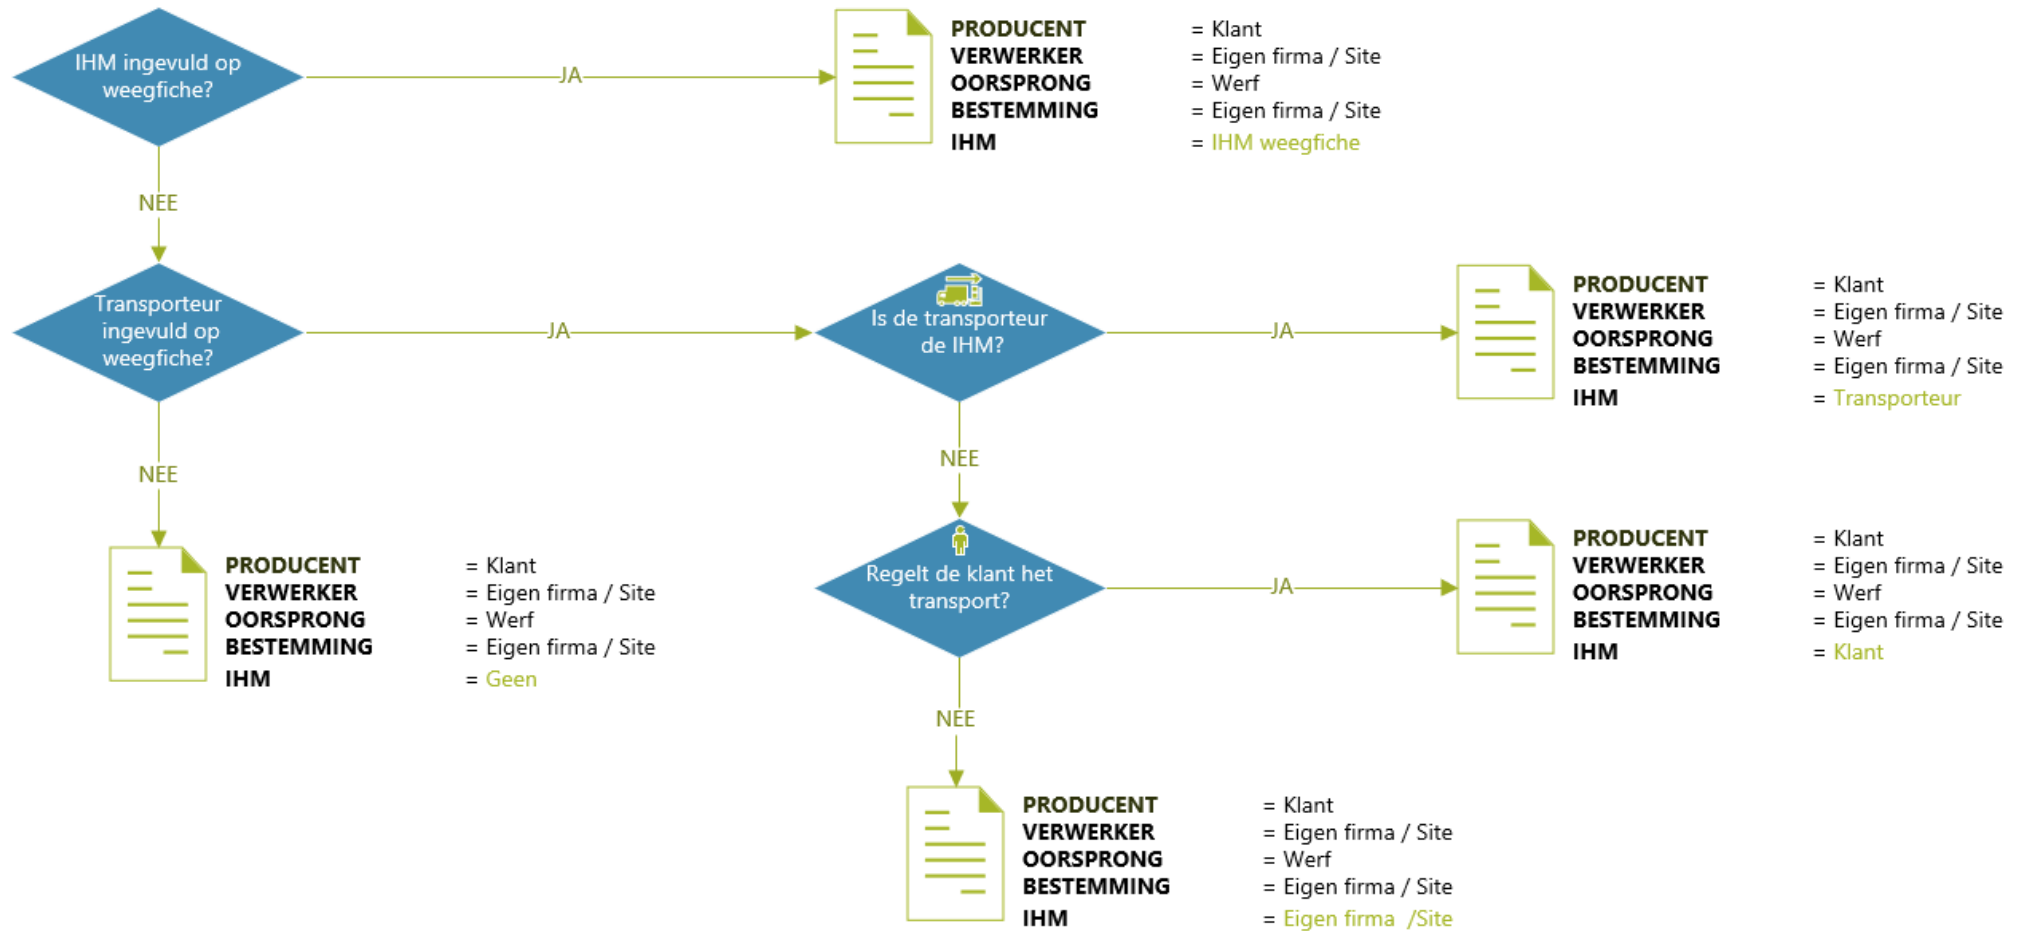 IHM ingevuld op
weegfiche?
JA
PRODUCENT = Klant
VERWERKER = Eigen firma / Site
OORSPRONG = Werf
BESTEMMING = Eigen firma / Site
IHM = IHM weegfiche
NEE
Transporteur
ingevuld op
weegfiche?
JA
Is de transporteur
de IHM?
JA
PRODUCENT = Klant
VERWERKER = Eigen firma / Site
OORSPRONG = Werf
BESTEMMING = Eigen firma / Site
IHM = Transporteur
NEE
NEE
PRODUCENT = Klant
VERWERKER = Eigen firma / Site
OORSPRONG = Werf
BESTEMMING = Eigen firma / Site
IHM = Geen
Regelt de klant het
transport?
JA
PRODUCENT = Klant
VERWERKER = Eigen firma / Site
OORSPRONG = Werf
BESTEMMING = Eigen firma / Site
IHM = Klant
NEE
PRODUCENT = Klant
VERWERKER = Eigen firma / Site
OORSPRONG = Werf
BESTEMMING = Eigen firma / Site
IHM = Eigen firma /Site